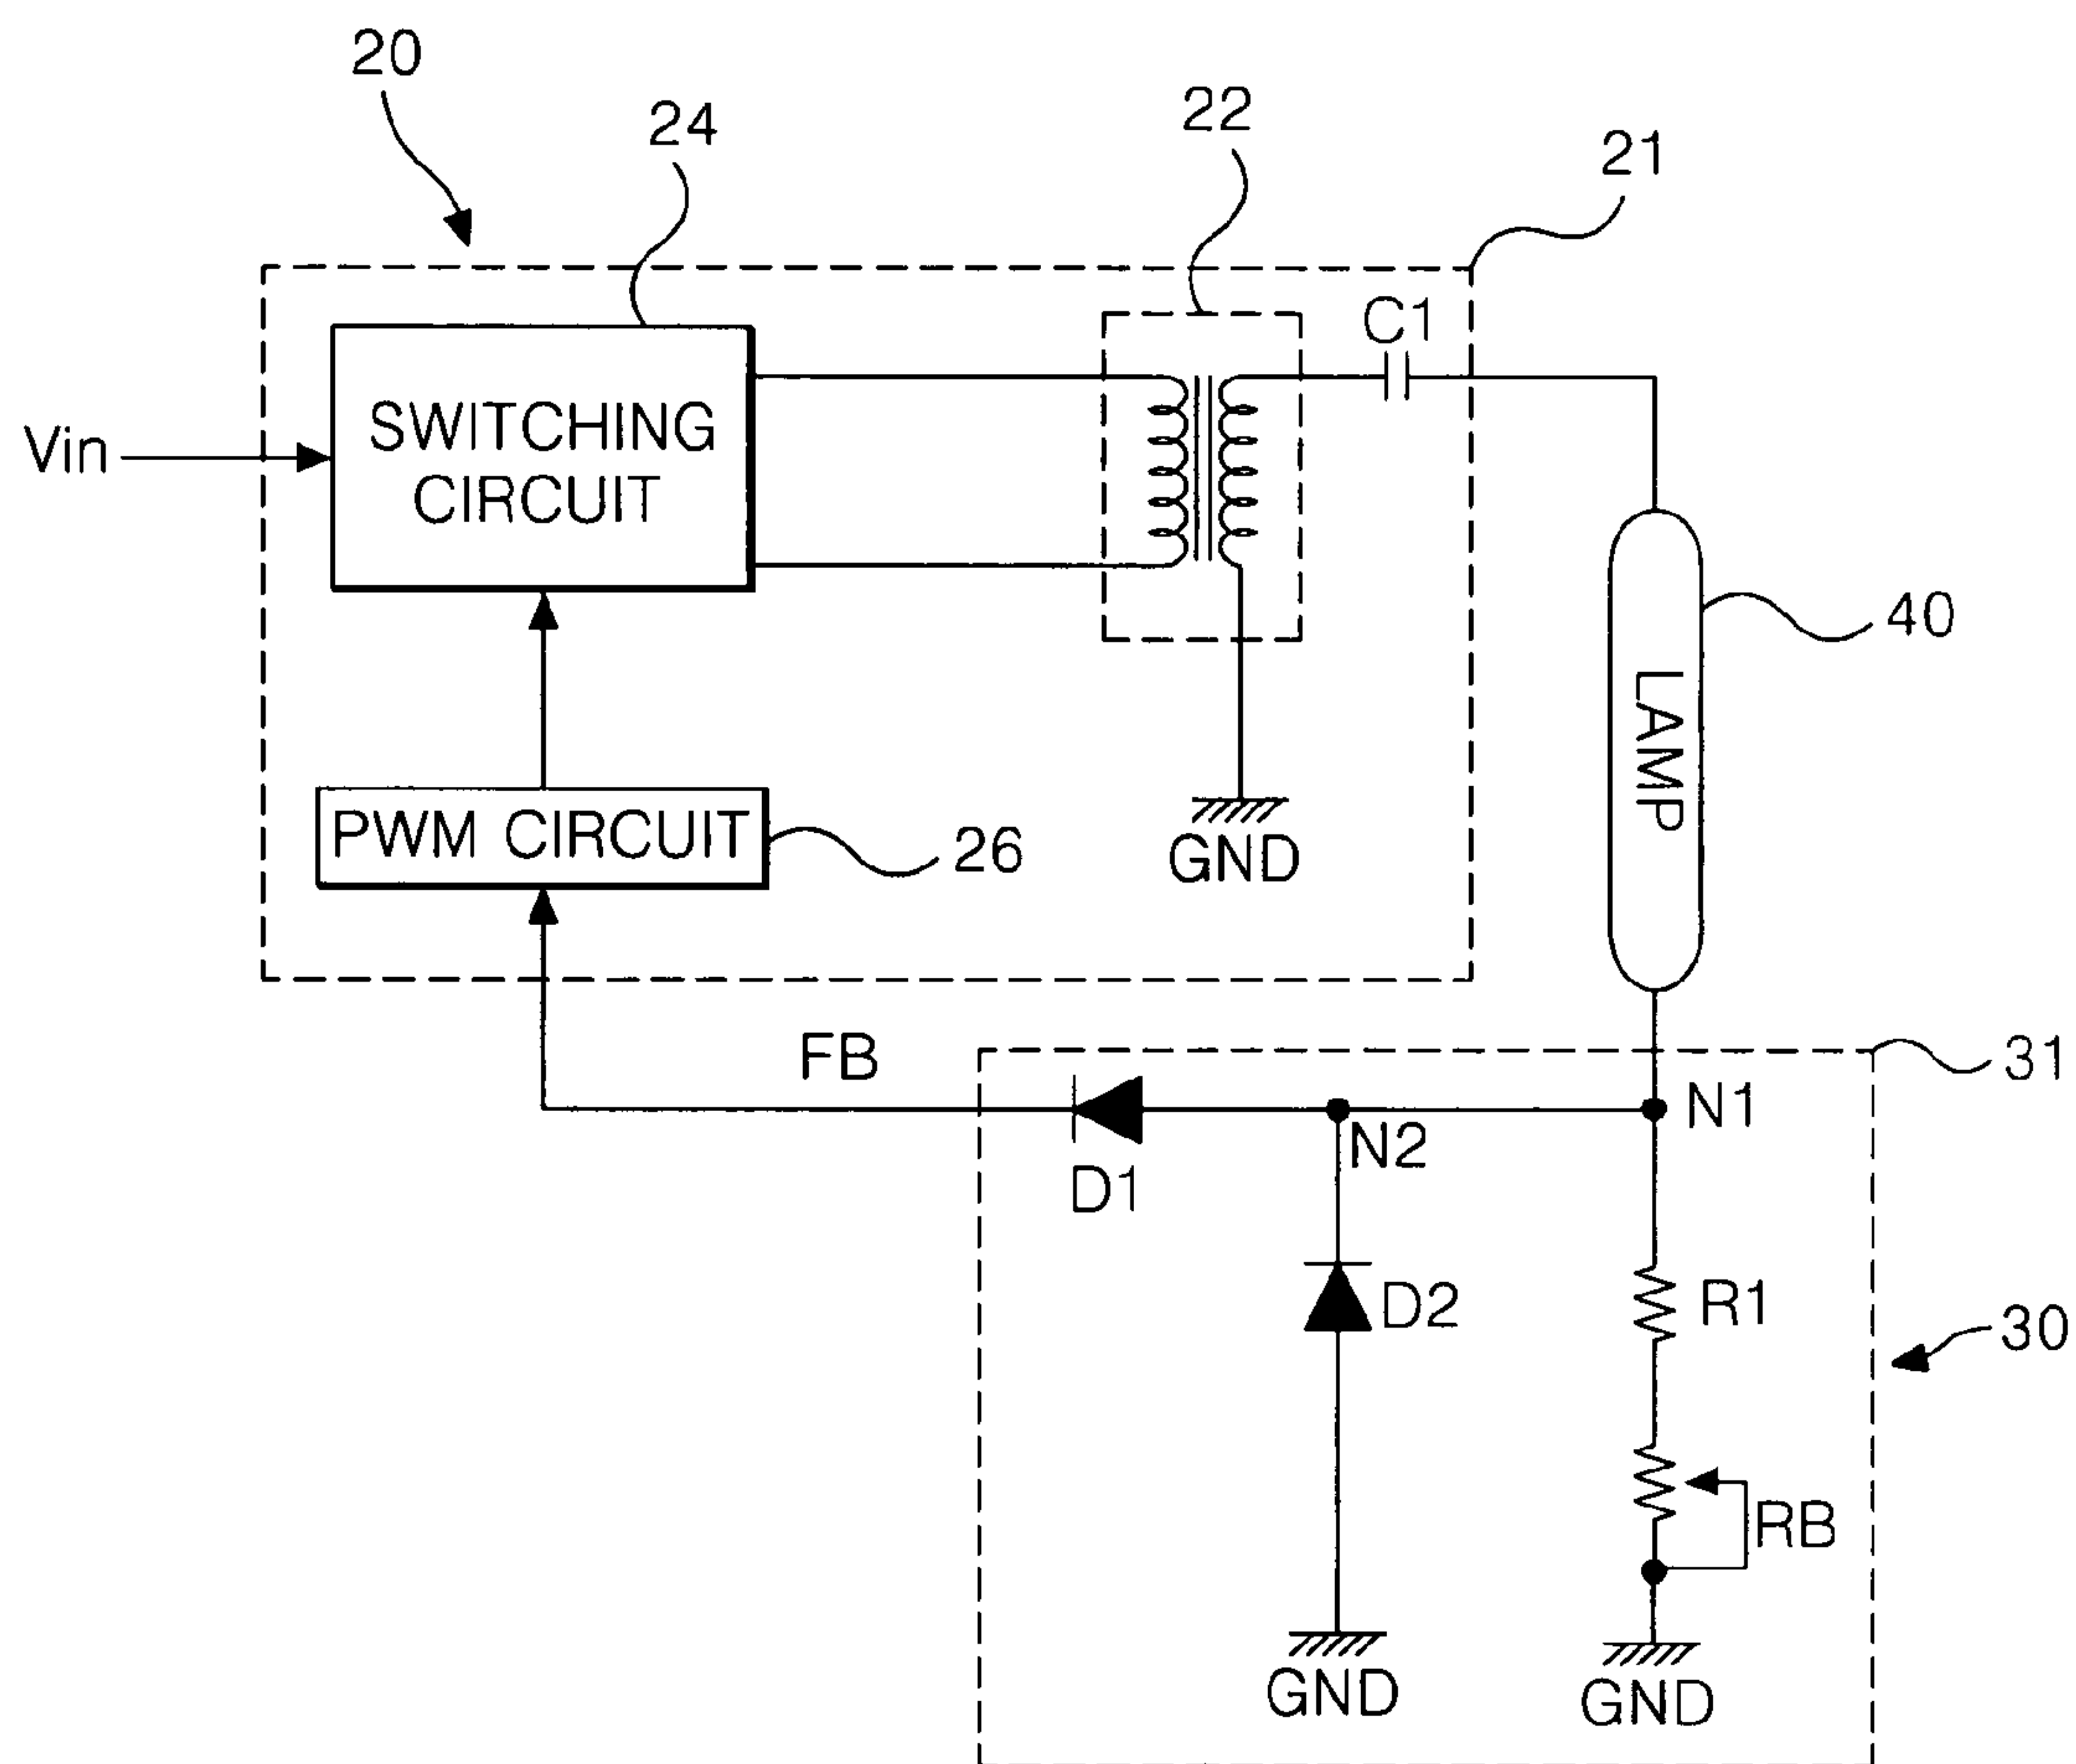 20
24
22
21
C1
Vin
SWITCHING
CIRCUIT
40
LAMP
PWM CIRCUIT
26
GND
FB
31
N1
N2
D1
D2
R1
30
RB
GND
GND